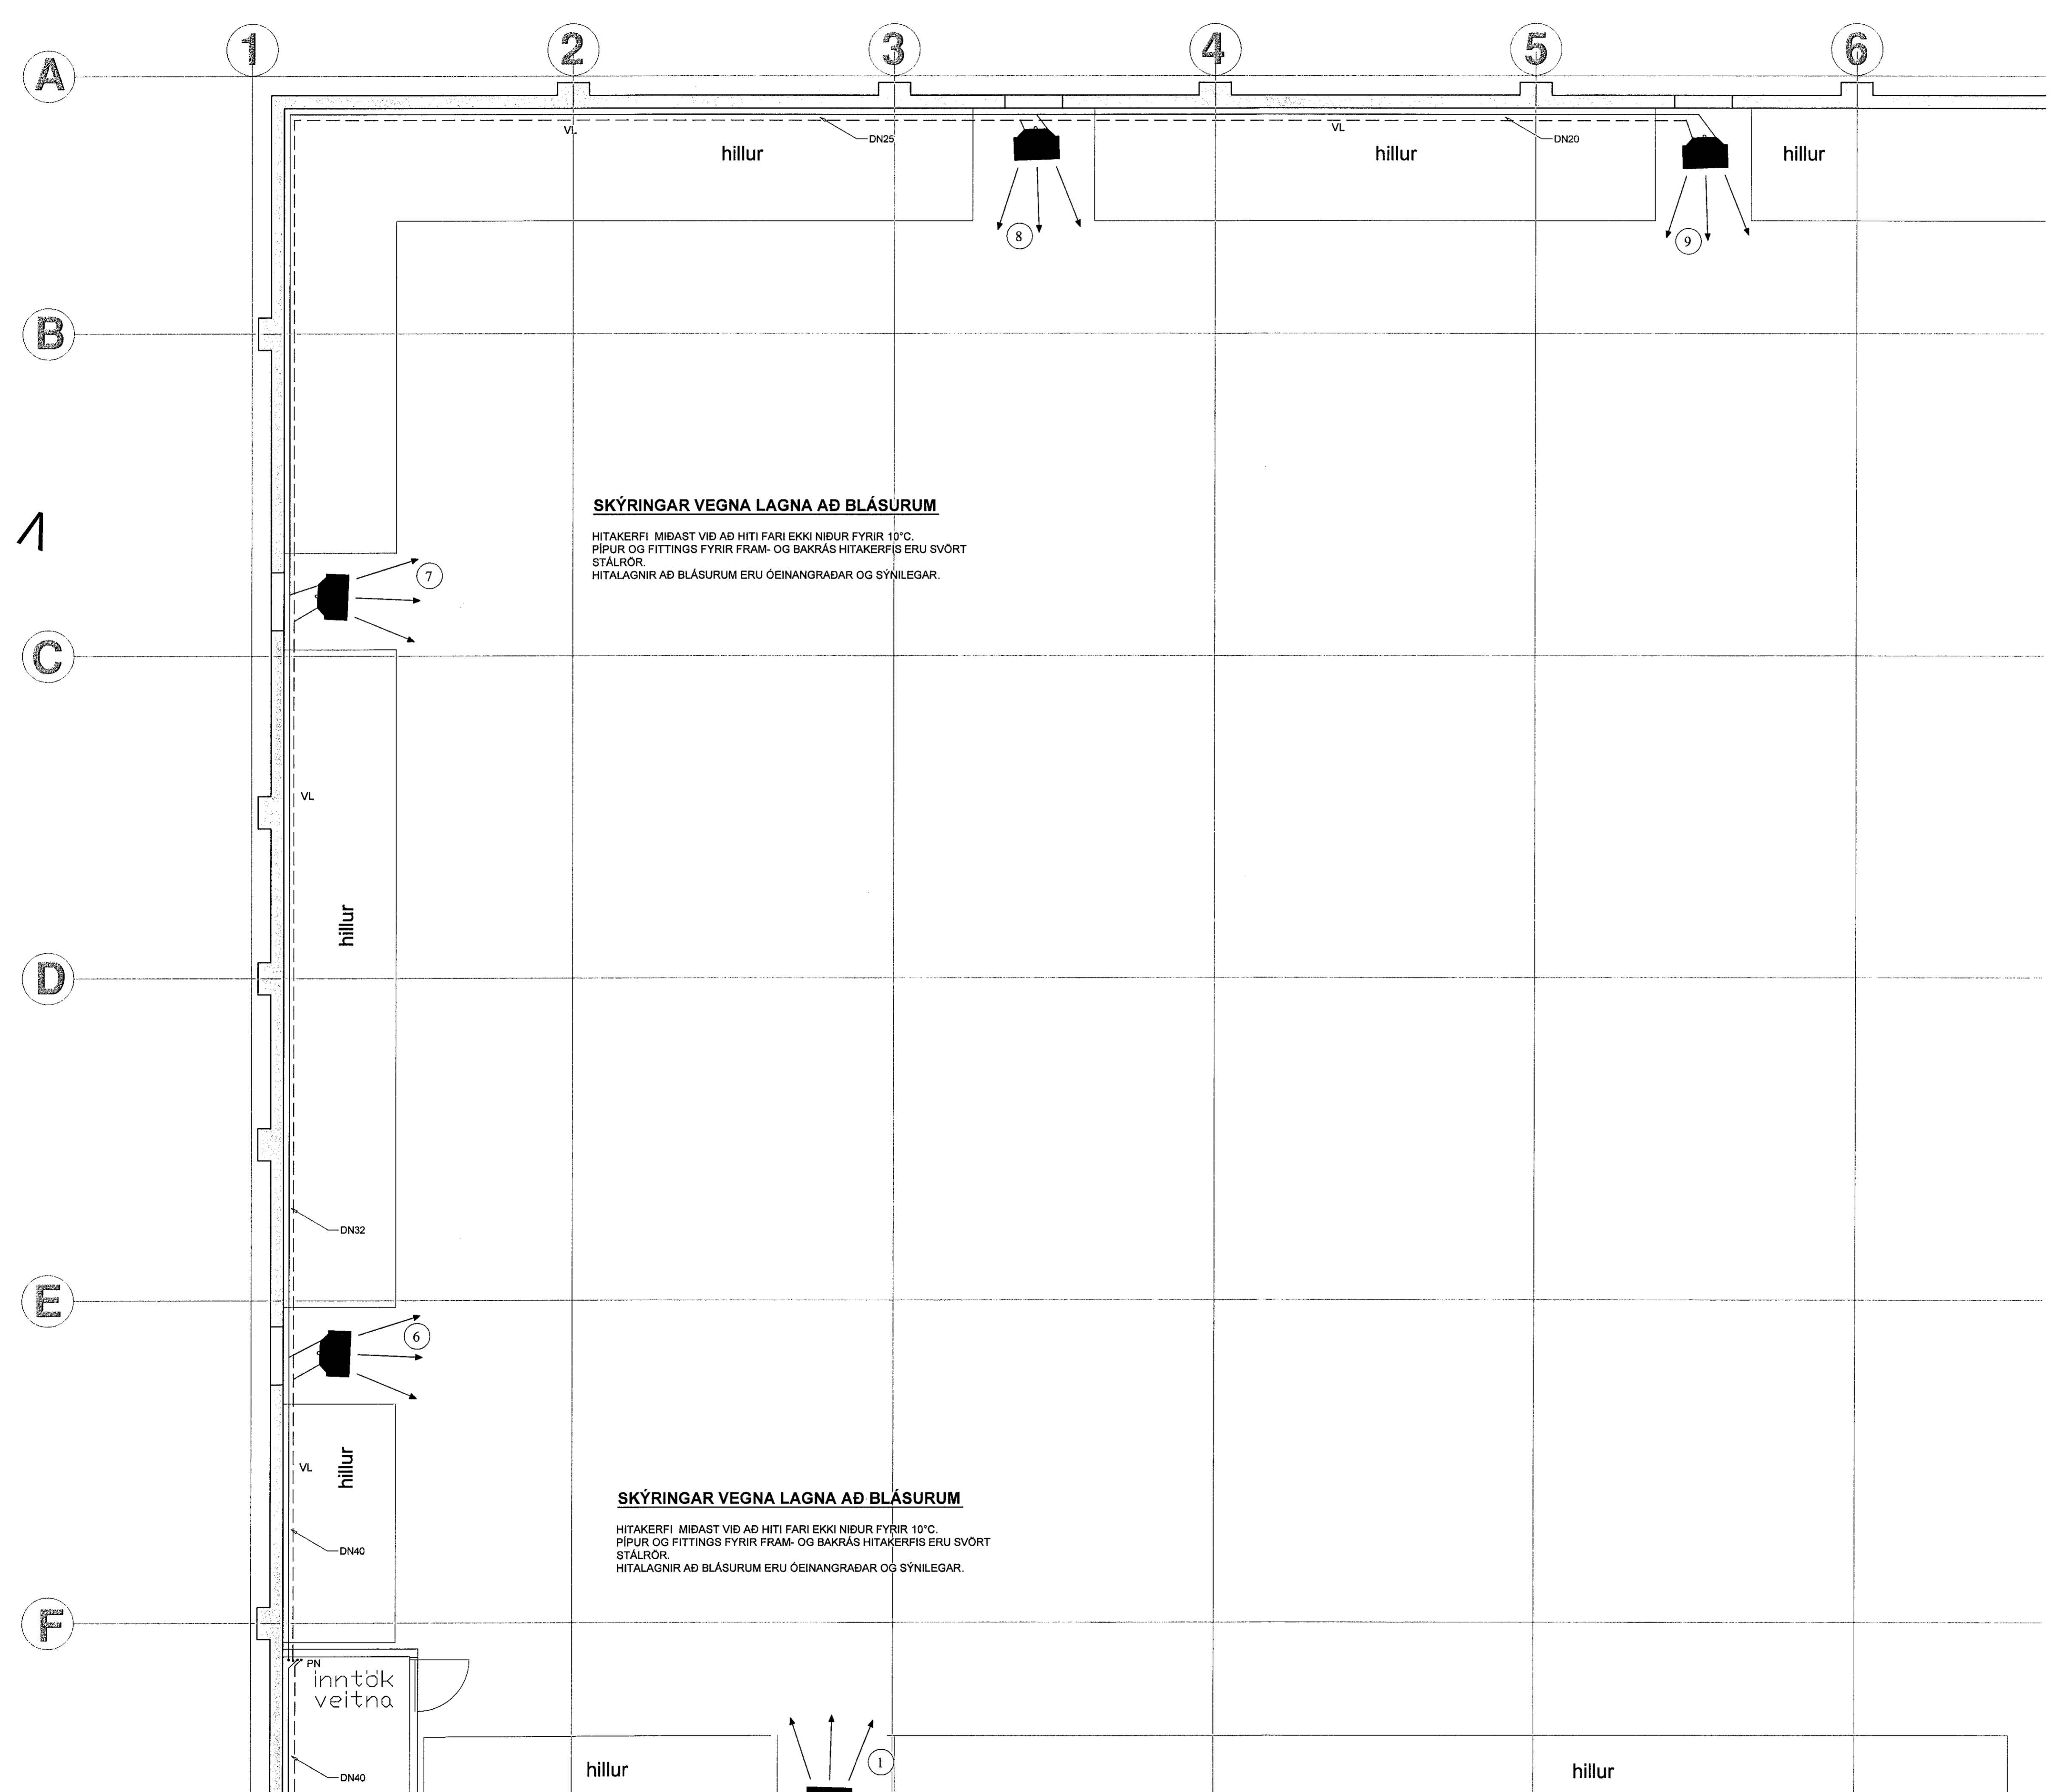 1 2 3 4 5 6
A
VL DN25 VL DN20
hillur hillur hillur
8 9
B
SKÝRINGAR VEGNA LAGNA AÐ BLÁSURUM
HITAKERFI MIÐAST VIÐ AÐ HITI FARI EKKI NIÐUR FYRIR 10°C.
PÍPUR OG FITTINGS FYRIR FRAM- OG BAKRÁS HITAKERFIS ERU SVÖRT
STÁLRÖR.
HITALAGNIR AÐ BLÁSURUM ERU ÓEINANGRAÐAR OG SÝNILEGAR.
7
C
VL
hillur
D
DN32
E
6
hillur
VL
SKÝRINGAR VEGNA LAGNA AÐ BLÁSURUM
HITAKERFI MIÐAST VIÐ AÐ HITI FARI EKKI NIÐUR FYRIR 10°C.
PÍPUR OG FITTINGS FYRIR FRAM- OG BAKRÁS HITAKERFIS ERU SVÖRT
STÁLRÖR.
HITALAGNIR AÐ BLÁSURUM ERU ÓEINANGRAÐAR OG SÝNILEGAR.
DN40
F
PN
inntök
veitna
1
hillur hillur
DN40